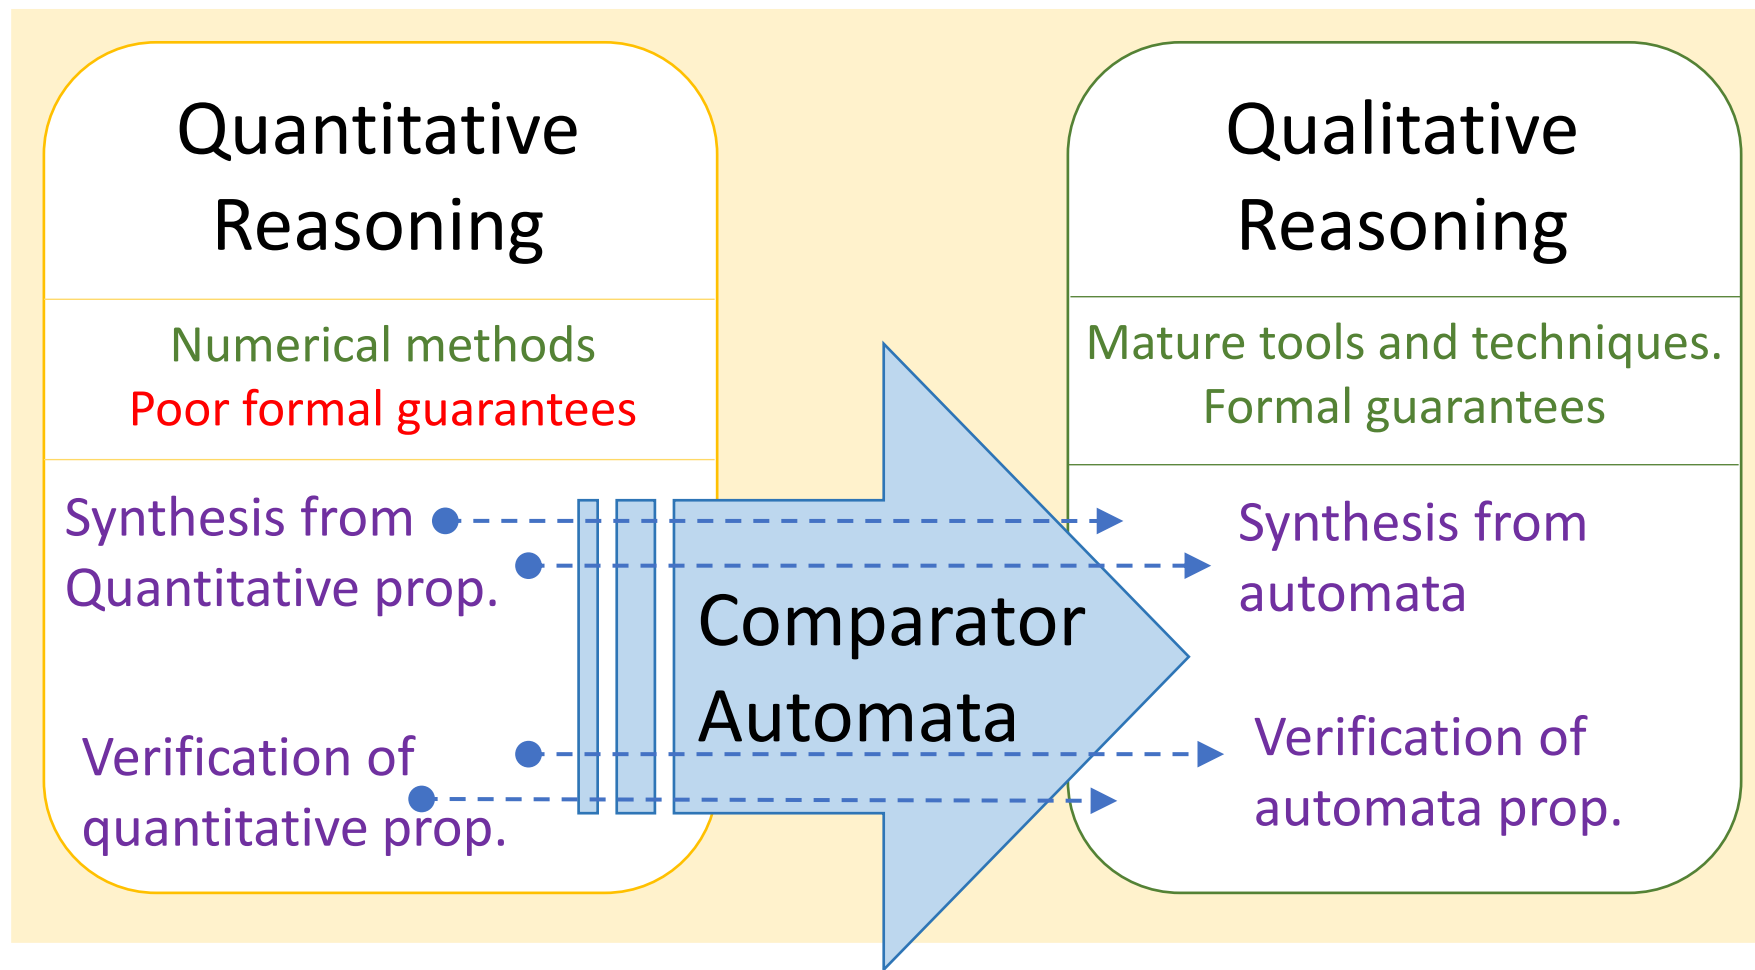 Quantitative
Reasoning
Numerical methods
Poor formal guarantees
Synthesis from
Quantitative prop.
Verification of
quantitative prop.
Comparator
Automata
Qualitative
Reasoning
Mature tools and techniques.
Formal guarantees
Synthesis from
automata
Verification of
automata prop.